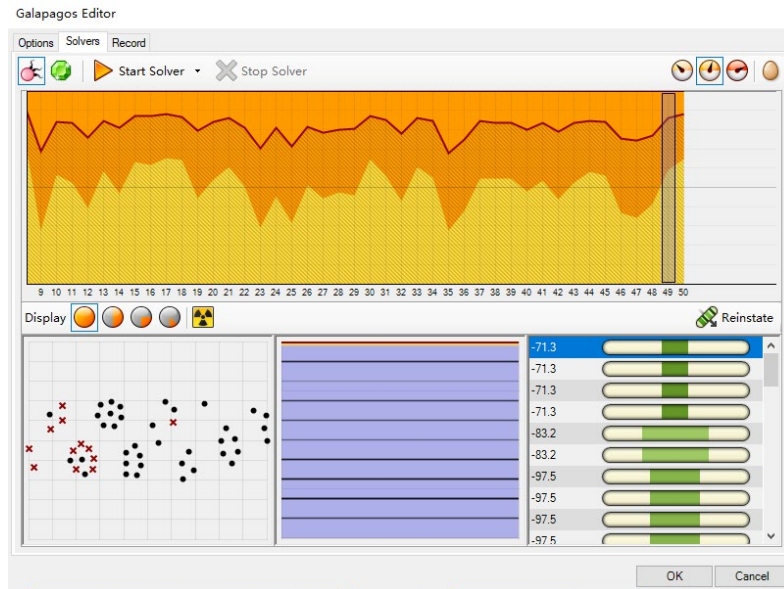 Galapagos Editor
Options Solvers Record
Start Solver Stop Solver
9 10 11 12 13 14 15 16 17 18 19 20 21 22 23 24 25 26 27 28 29 30 31 32 33 34 35 36 37 38 39 40 41 42 43 44 45 46 47 48 49 50
Display Reinstate
-71.3
-71.3
-71.3
-71.3
-83.2
-83.2
-97.5
-97.5
-97.5
-97.5
OK Cancel